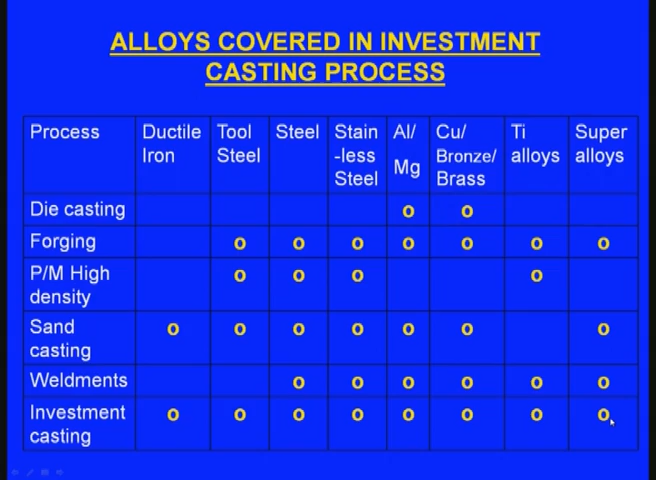 ALLOYS COVERED IN INVESTMENT
CASTING PROCESS
Process Ductile Iron Tool Steel Steel Stain -less Steel Al/ Mg Cu/ Bronze/ Brass Ti alloys Super alloys
Die casting o o
Forging o o o o o o o
P/M High density o o o o
Sand casting o o o o o o o
Weldments o o o o o o
Investment casting o o o o o o o o